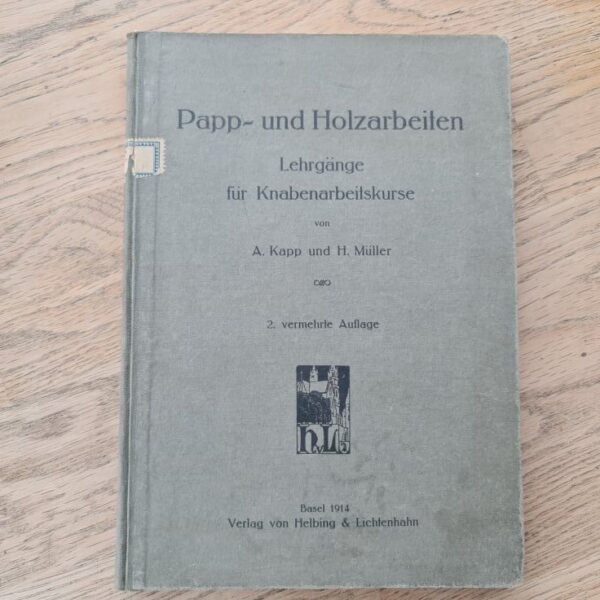 Papp- und Holzarbeiten
Lehrgänge
für Knabenarbeitskurse
von
A. Kapp und H. Müller
2. vermehrte Auflage
Basel 1914
Verlag von Helbing & Lichtenhahn